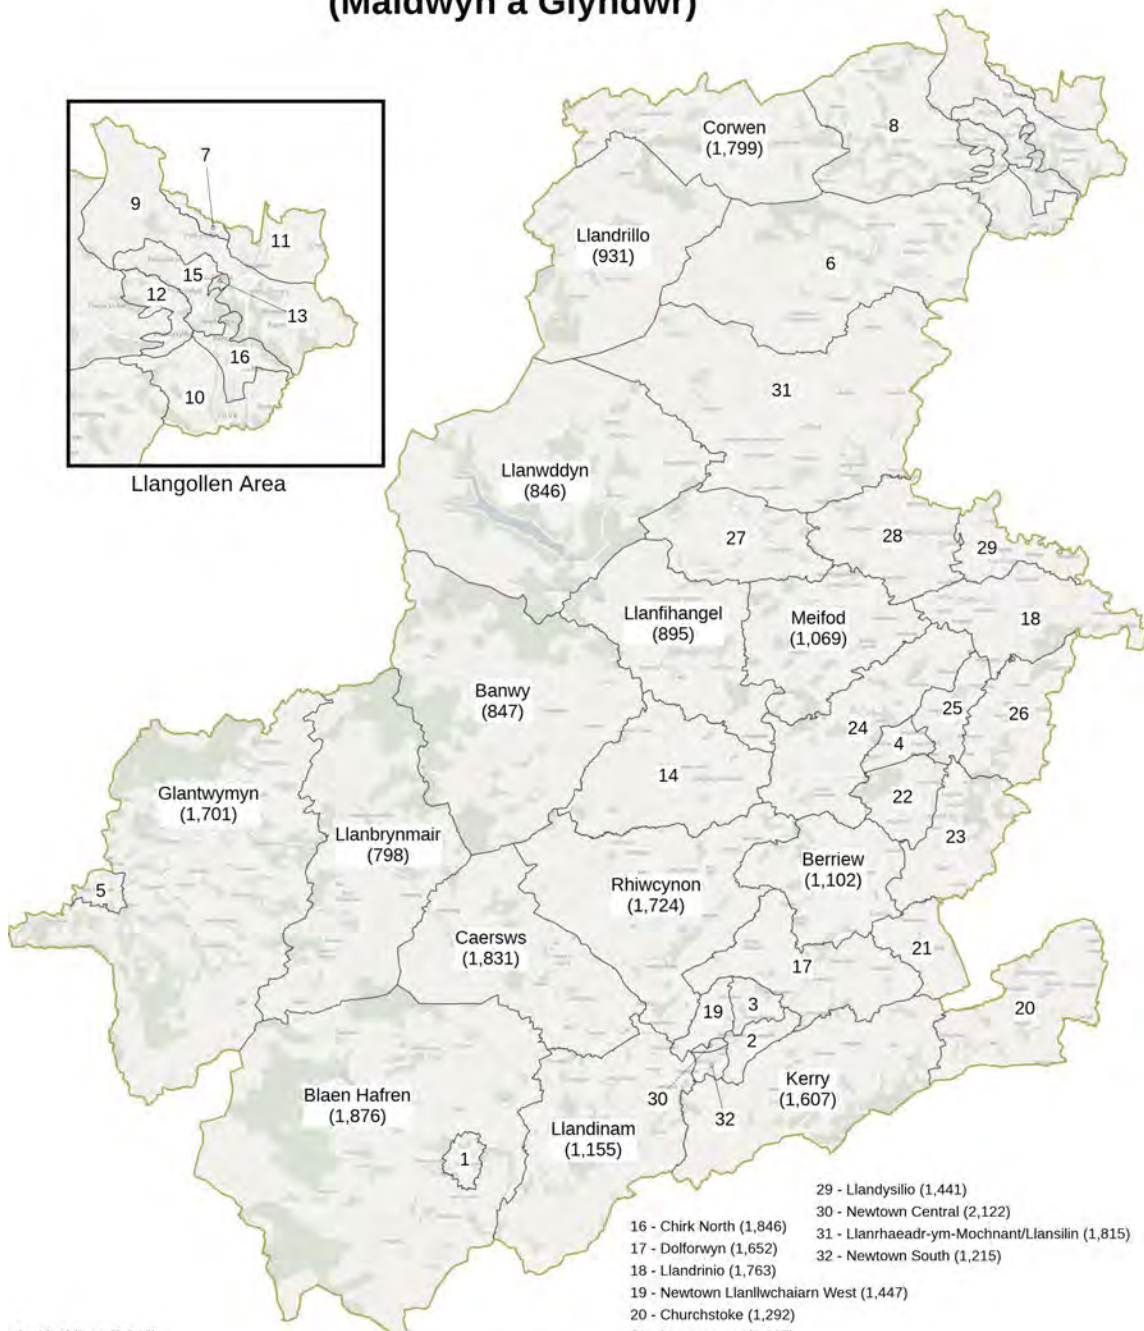 (Maldwyn a Glyndŵr)
Corwen
(1,799)
8
7
9
11
15
12
13
16
10
Llangollen Area
Llandrillo
(931)
6
31
Llanwddyn
(846)
27
28
29
Llanfihangel
(895)
Meifod
(1,069)
18
Banwy
(847)
24
25
26
4
14
22
23
Glantwymyn
(1,701)
Llanbrynmair
(798)
5
Berriew
(1,102)
Rhiwcynon
(1,724)
Caersws
(1,831)
17
21
19
3
2
20
Kerry
(1,607)
Blaen Hafren
(1,876)
30
32
Llandinam
(1,155)
1
16 - Chirk North (1,846)
17 - Dolforwyn (1,652)
18 - Llandrinio (1,763)
19 - Newtown Llanllwchaiarn West (1,447)
20 - Churchstoke (1,292)
29 - Llandysilio (1,441)
30 - Newtown Central (2,122)
31 - Llanrhaeadr-ym-Mochnant/Llansilin (1,815)
32 - Newtown South (1,215)